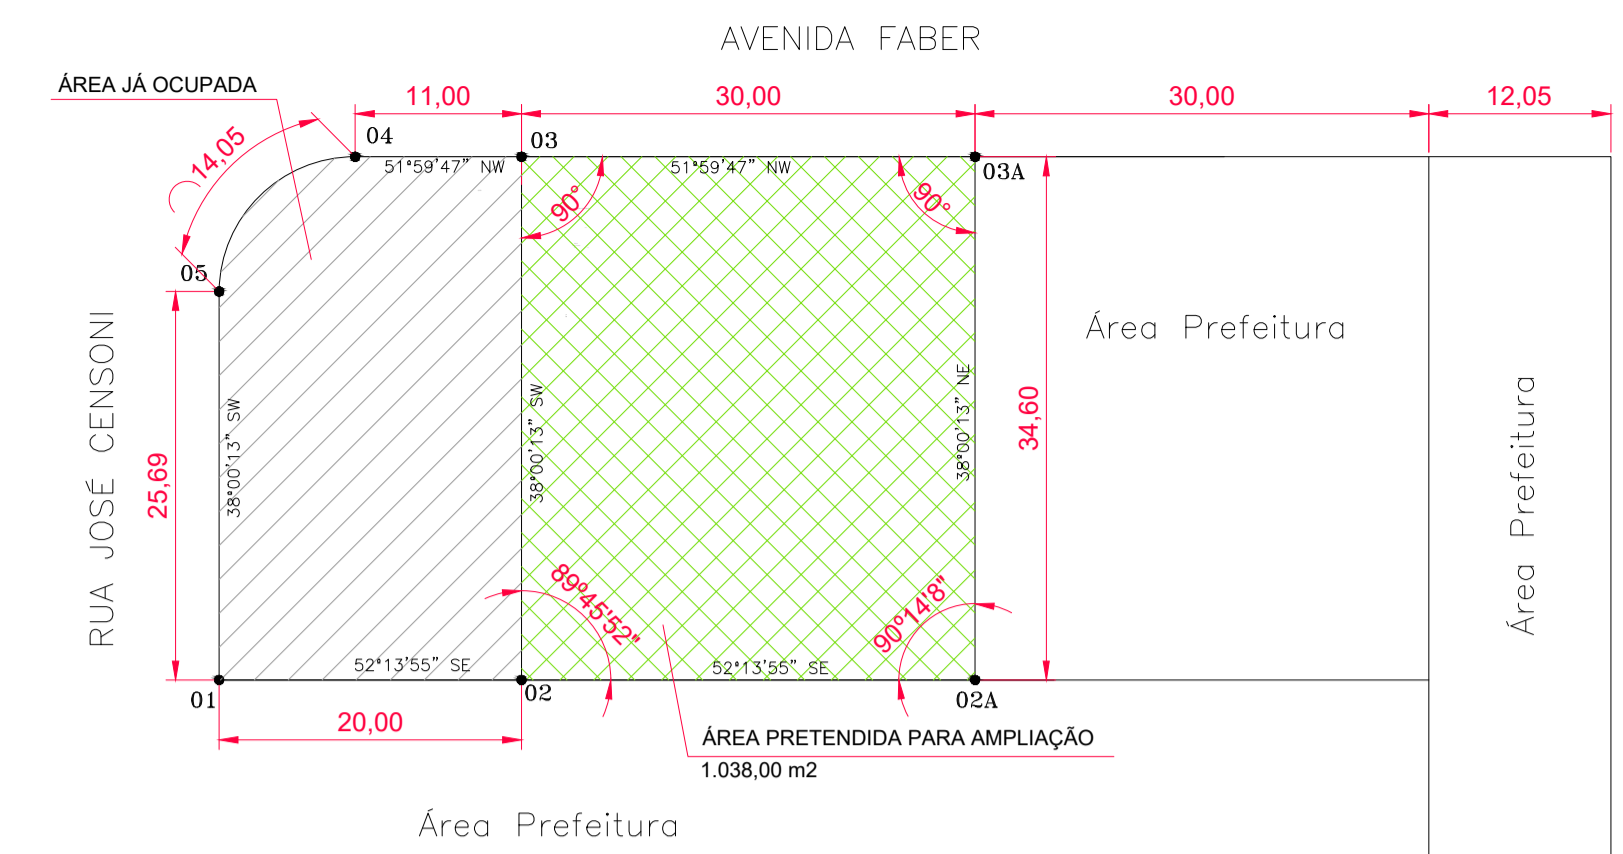 AVENIDA FABER
ÁREA JÁ OCUPADA
11,00
30,00
30,00
12,05
14,05
04
03
03A
51°59'47" NW
51°59'47" NW
90°
90°
05
RUA JOSÉ CENSONI
25,69
38°00'13" SW
38°00'13" SW
38°00'13" NE
34,60
Área Prefeitura
Área Prefeitura
89º45'52"
90º14'8"
52°13'55" SE
52°13'55" SE
01
02
02A
20,00
ÁREA PRETENDIDA PARA AMPLIAÇÃO
1.038,00 m2
Área Prefeitura